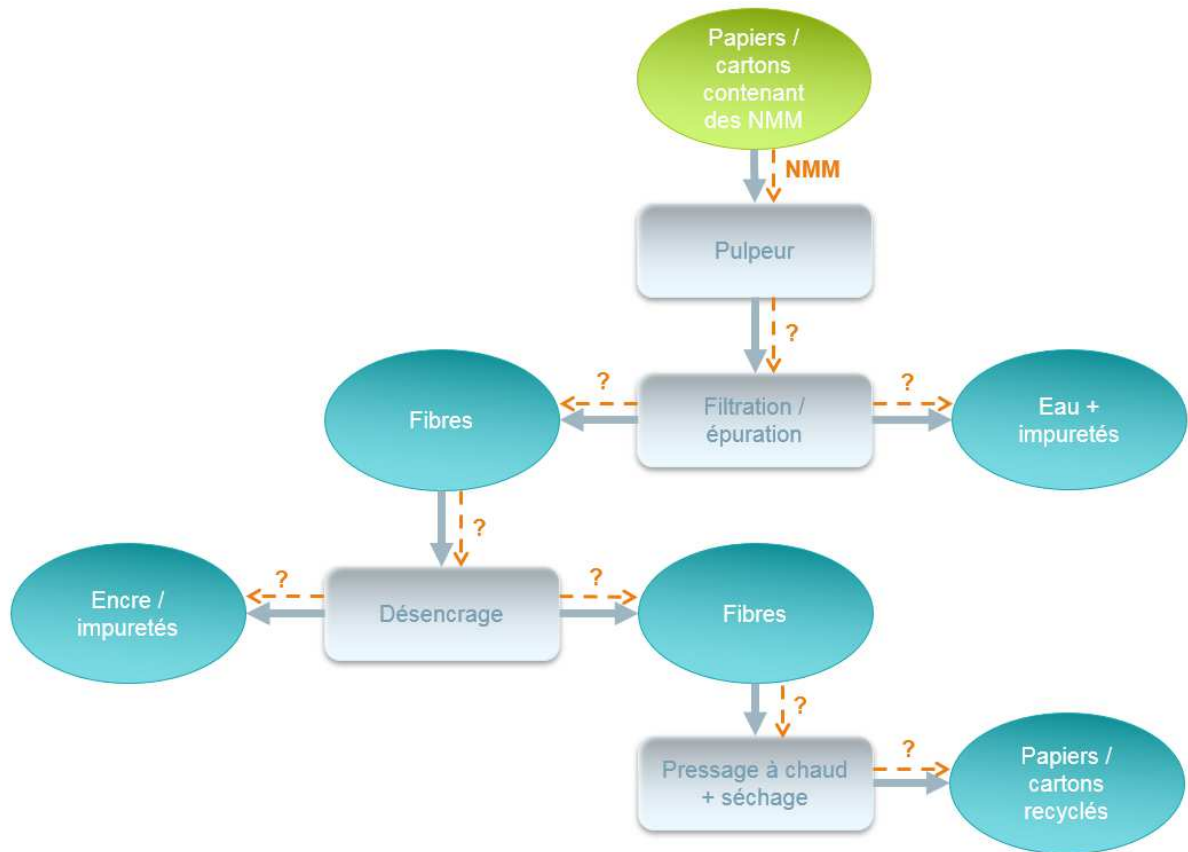 Papiers /
cartons
contenant
des NMM
NMM
Pulpeur
?
? ?
Fibres
Filtration /
épuration
Eau +
impuretés
?
? ?
Encre /
impuretés
Désencrage
Fibres
?
?
Pressage à chaud
+ séchage
Papiers /
cartons
recyclés